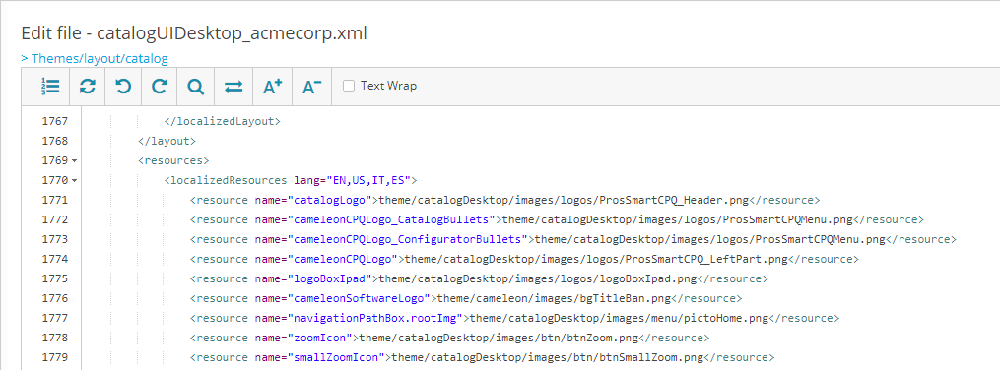 Edit file - catalogUIDesktop_acmecorp.xml
> Themes/layout/catalog
A+ A- Text Wrap
1767 </localizedLayout>
1768 </layout>
1769 <resources>
1770 <localizedResources lang="EN,US,IT,ES">
1771 <resource name="catalogLogo">theme/catalogDesktop/images/logos/ProsSmartCPQ_Header.png</resource>
1772 <resource name="cameleonCPQLogo_CatalogBullets">theme/catalogDesktop/images/logos/ProsSmartCPQMenu.png</resource>
1773 <resource name="cameleonCPQLogo_ConfiguratorBullets">theme/catalogDesktop/images/logos/ProsSmartCPQMenu.png</resource>
1774 <resource name="cameleonCPQLogo">theme/catalogDesktop/images/logos/ProsSmartCPQ_LeftPart.png</resource>
1775 <resource name="logoBoxIpad">theme/catalogDesktop/images/logos/logoBoxIpad.png</resource>
1776 <resource name="cameleonSoftwareLogo">theme/cameleon/images/bgTitleBan.png</resource>
1777 <resource name="navigationPathBox.rootImg">theme/catalogDesktop/images/menu/pictoHome.png</resource>
1778 <resource name="zoomIcon">theme/catalogDesktop/images/btn/btnZoom.png</resource>
1779 <resource name="smallZoomIcon">theme/catalogDesktop/images/btn/btnSmallZoom.png</resource>